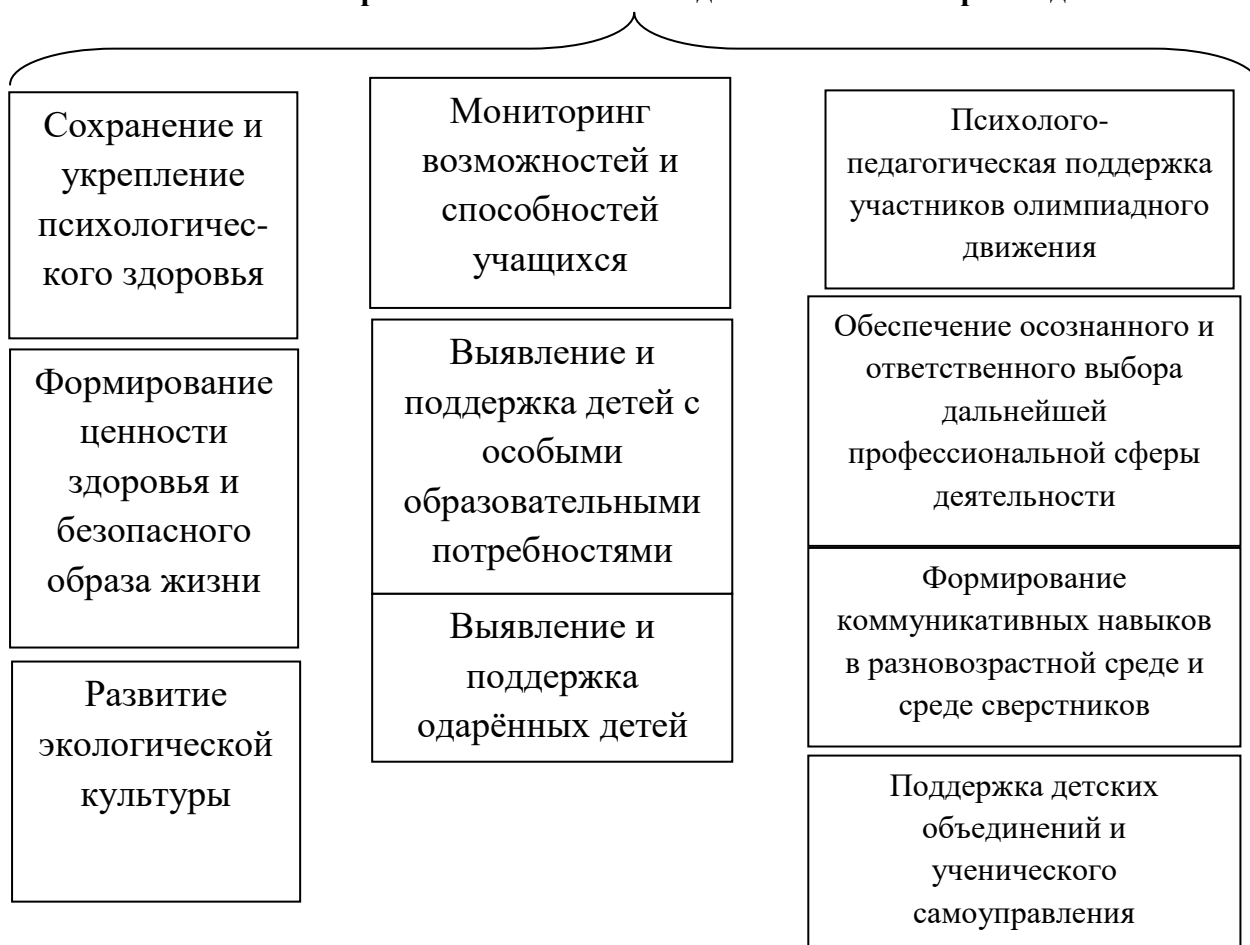 Сохранение и
укрепление
психологичес-
кого здоровья
Формирование
ценности
здоровья и
безопасного
образа жизни
Развитие
экологической
культуры
Мониторинг
возможностей и
способностей
учащихся
Выявление и
поддержка детей с
особыми
образовательными
потребностями
Выявление и
поддержка
одарённых детей
Психолого-
педагогическая поддержка
участников олимпиадного
движения
Обеспечение осознанного и
ответственного выбора
дальнейшей
профессиональной сферы
деятельности
Формирование
коммуникативных навыков
в разновозрастной среде и
среде сверстников
Поддержка детских
объединений и
ученического
самоуправления